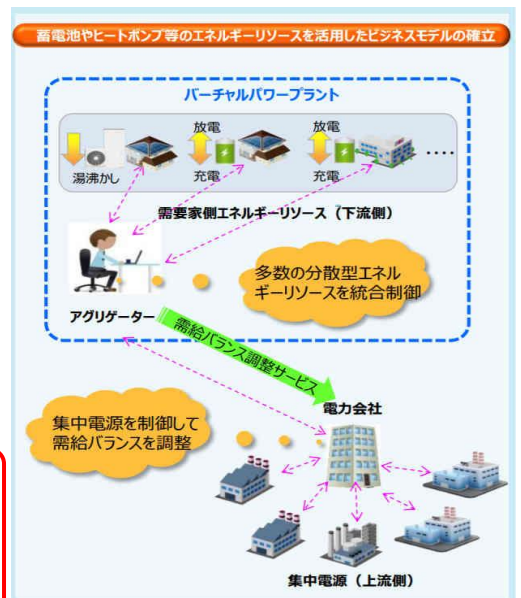 蓄電池やヒートポンプ等のエネルギーリソースを活用したビジネスモデルの確立
バーチャルパワープラント
放電
放電
湯沸かし
充電
充電
・・・・
需要家側エネルギーリソース（下流側）
多数の分散型エネル
ギーリソースを統合制御
アグリゲーター
需給バランス調整サービス
電力会社
集中電源を制御して
需給バランスを調整
集中電源（上流側）